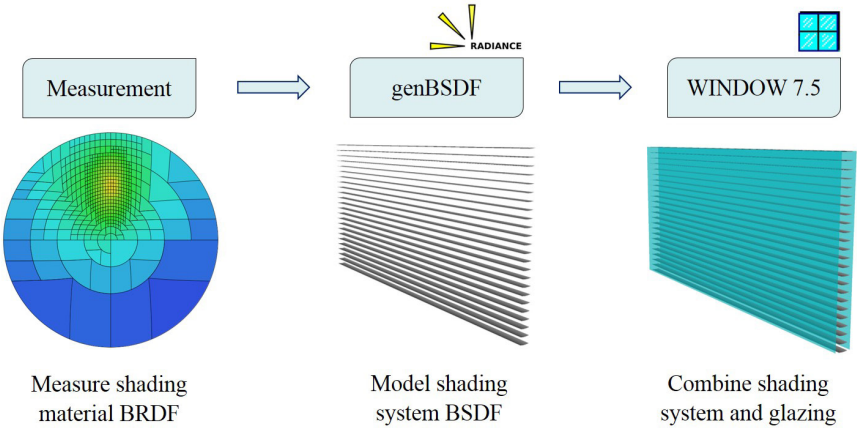 RADIANCE
Measurement
genBSDF
WINDOW 7.5
Measure shading
material BRDF
Model shading
system BSDF
Combine shading
system and glazing